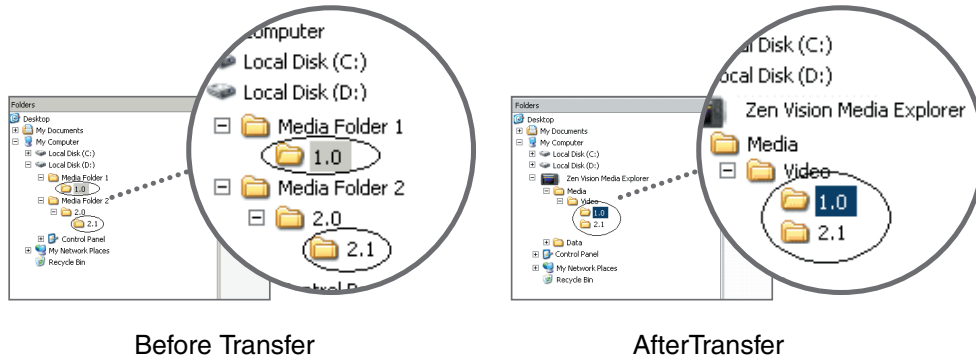 Folders
Desktop
My Documents
My Computer
Local Disk (C:)
Local Disk (D:)
Media Folder 1
1.0
Media Folder 2
2.0
2.1
Control Panel
My Network Places
Recycle Bin
Computer
Local Disk (C:)
Local Disk (D:)
Media Folder 1
1.0
Media Folder 2
2.0
2.1
Before Transfer
Folders
Desktop
My Documents
My Computer
Local Disk (C:)
Local Disk (D:)
Zen Vision Media Explorer
Media
Video
1.0
2.1
Data
Control Panel
My Network Places
Recycle Bin
Disk (C:)
Local Disk (D:)
Zen Vision Media Explorer
Media
Video
1.0
2.1
AfterTransfer